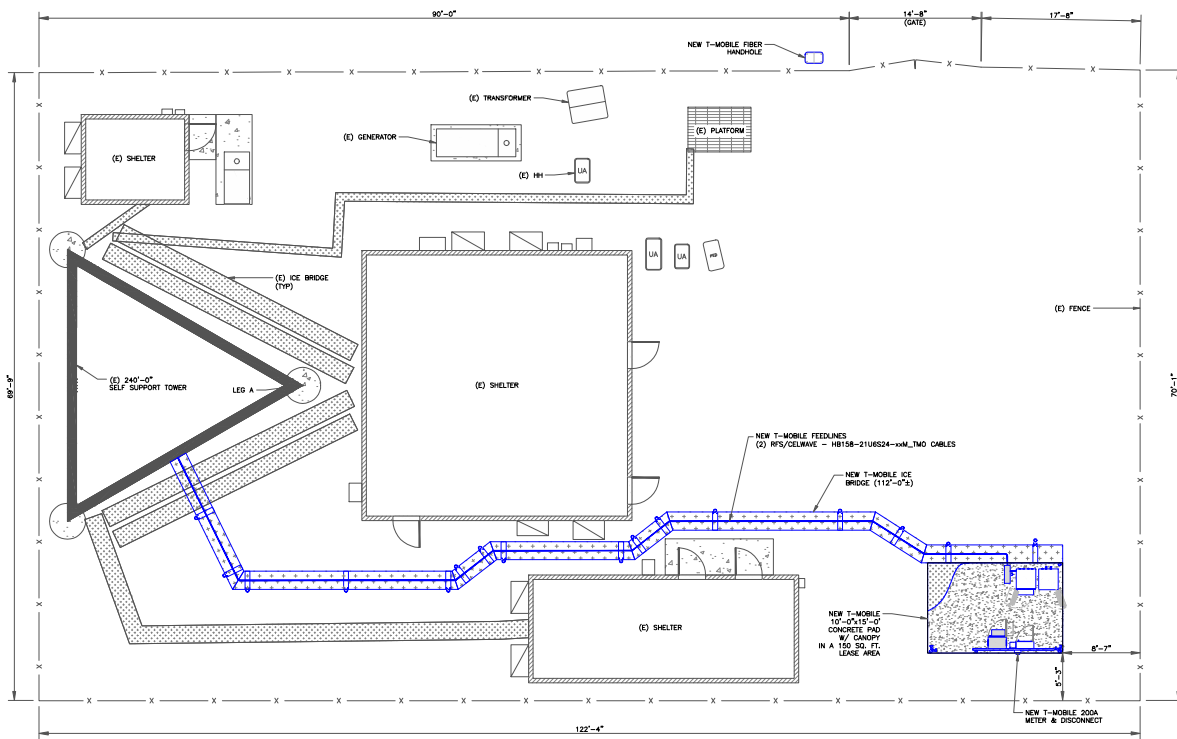 90'-0"
14'-8"
(GATE)
17'-8"
NEW T-MOBILE FIBER
HANDHOLE
(E) TRANSFORMER
(E) GENERATOR
(E) PLATFORM
(E) SHELTER
(E) HH
UA
UA
UA
(E) ICE BRIDGE
(TYP)
(E) FENCE
69'-9"
70'-1"
(E) 240'-0"
SELF SUPPORT TOWER
LEG A
(E) SHELTER
NEW T-MOBILE FEEDLINES
(2) RFS/CELWAVE - HB158-21U6S24-xxM_TMO CABLES
NEW T-MOBILE ICE
BRIDGE (112'-0"±)
NEW T-MOBILE
10'-0"x15'-0"
CONCRETE PAD
W/ CANOPY
IN A 150 SQ. FT.
LEASE AREA
(E) SHELTER
8'-7"
5'-3"
NEW T-MOBILE 200A
METER & DISCONNECT
122'-4"